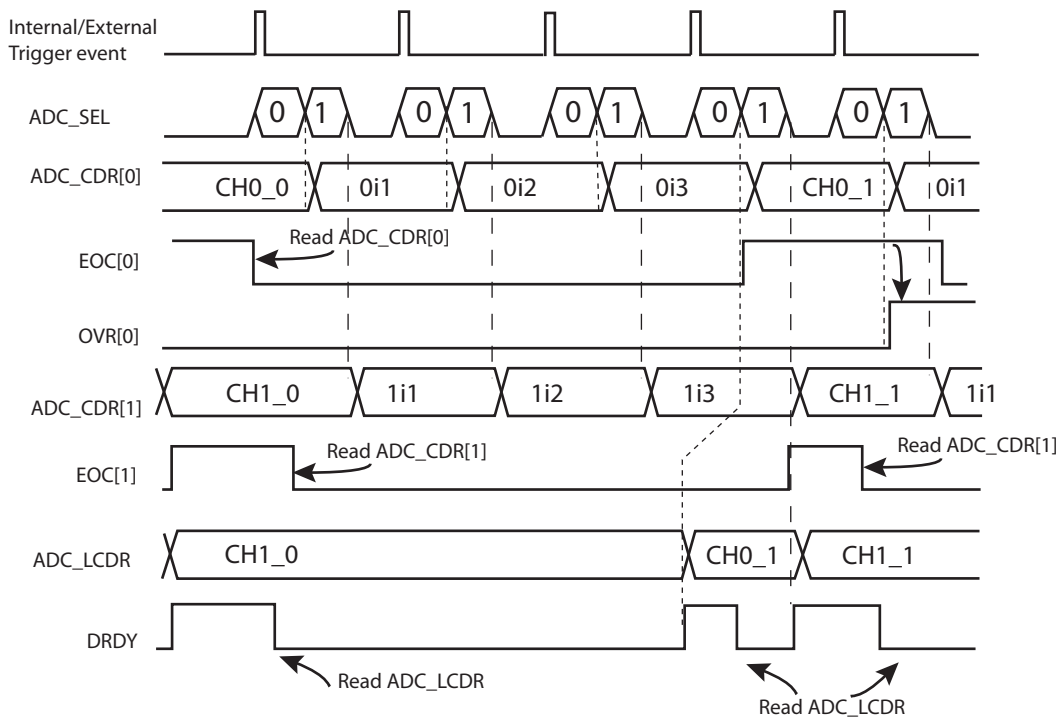 Internal/External
Trigger event
ADC_SEL
0 1 0 1 0 1 0 1 0 1
ADC_CDR[0]
CH0_0 0i1 0i2 0i3 CH0_1 0i1
EOC[0]
Read ADC_CDR[0]
OVR[0]
ADC_CDR[1]
CH1_0 1i1 1i2 1i3 CH1_1 1i1
EOC[1]
Read ADC_CDR[1]
Read ADC_CDR[1]
ADC_LCDR
CH1_0 CH0_1 CH1_1
DRDY
Read ADC_LCDR
Read ADC_LCDR